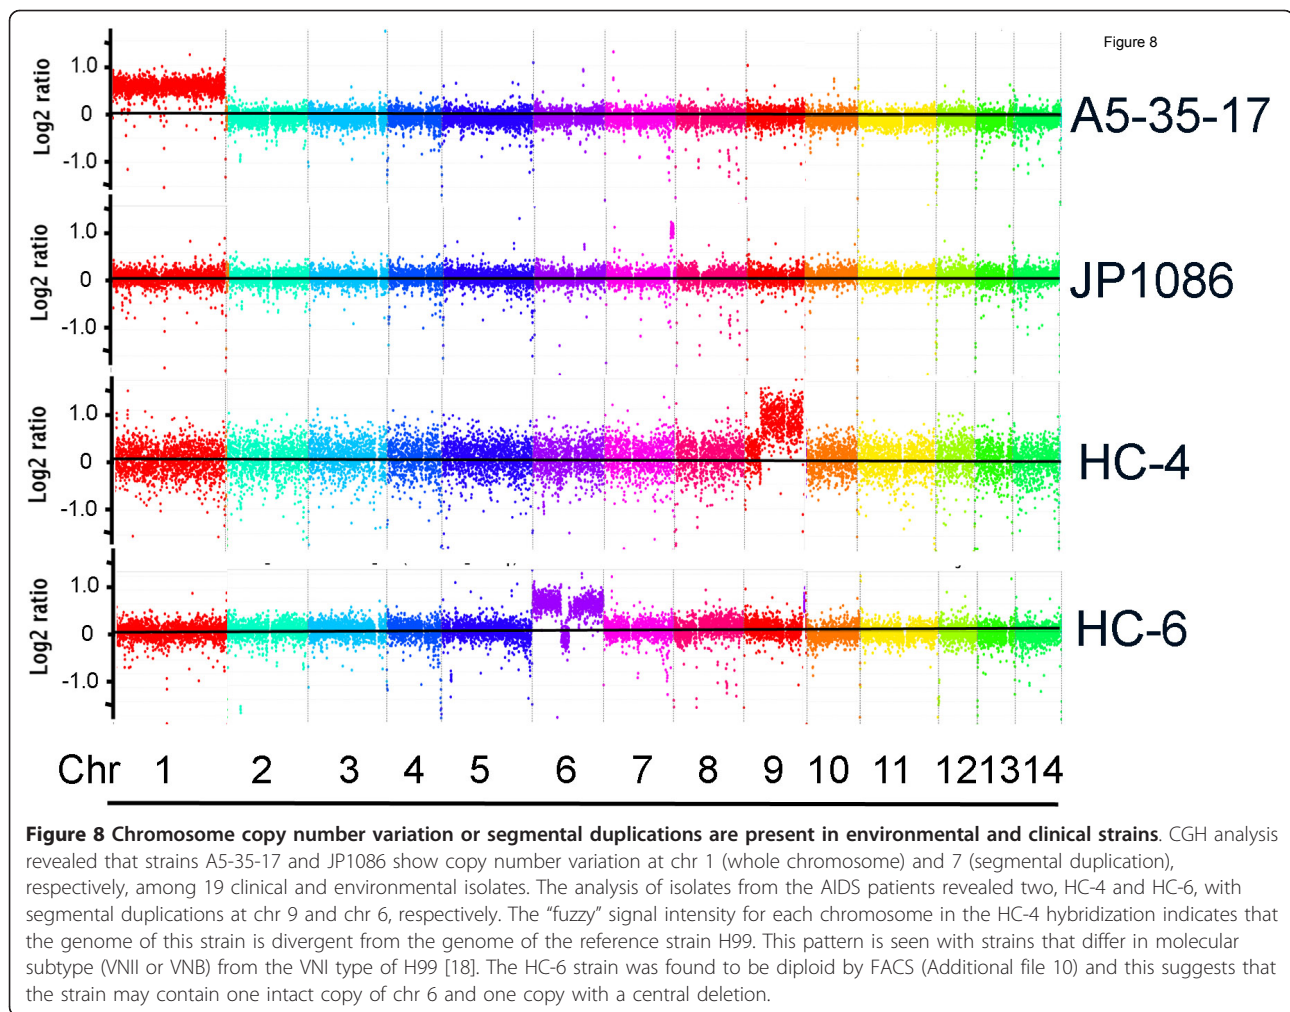 Figure 8
Log2 ratio
1.0
0
-1.0
A5-35-17
Log2 ratio
1.0
0
-1.0
JP1086
Log2 ratio
1.0
0
-1.0
HC-4
Log2 ratio
1.0
0
-1.0
HC-6
Chr 1 2 3 4 5 6 7 8 9 10 11 12 13 14
Figure 8 Chromosome copy number variation or segmental duplications are present in environmental and clinical strains. CGH analysis
revealed that strains A5-35-17 and JP1086 show copy number variation at chr 1 (whole chromosome) and 7 (segmental duplication),
respectively, among 19 clinical and environmental isolates. The analysis of isolates from the AIDS patients revealed two, HC-4 and HC-6, with
segmental duplications at chr 9 and chr 6, respectively. The “fuzzy” signal intensity for each chromosome in the HC-4 hybridization indicates that
the genome of this strain is divergent from the genome of the reference strain H99. This pattern is seen with strains that differ in molecular
subtype (VNII or VNB) from the VNI type of H99 [18]. The HC-6 strain was found to be diploid by FACS (Additional file 10) and this suggests that
the strain may contain one intact copy of chr 6 and one copy with a central deletion.